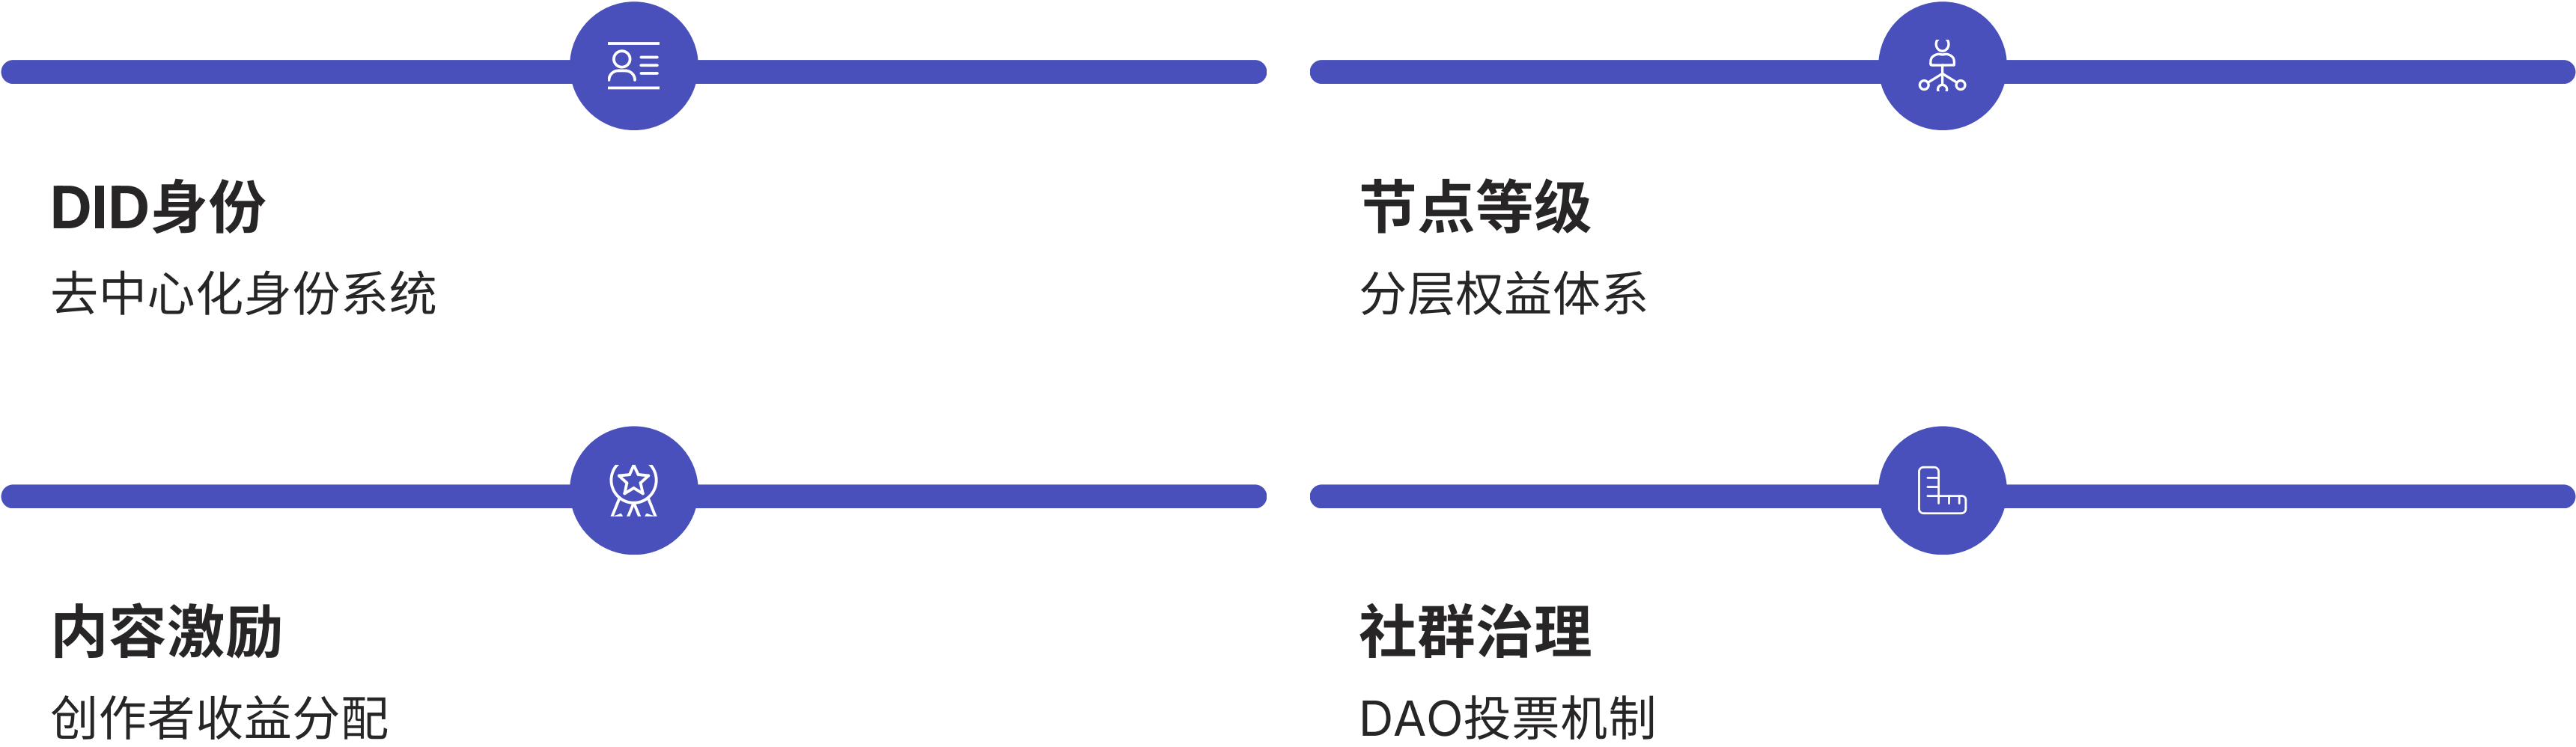 DID身份
去中心化身份系统
节点等级
分层权益体系
内容激励
创作者收益分配
社群治理
DAO投票机制